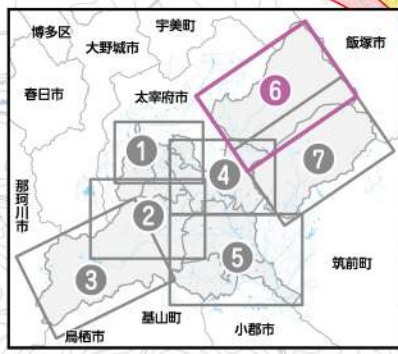 博多区
宇美町
大野城市
飯塚市
春日市
太宰府市
6
1
7
4
那珂川市
2
3
5
筑前町
基山町
鳥栖市
小郡市